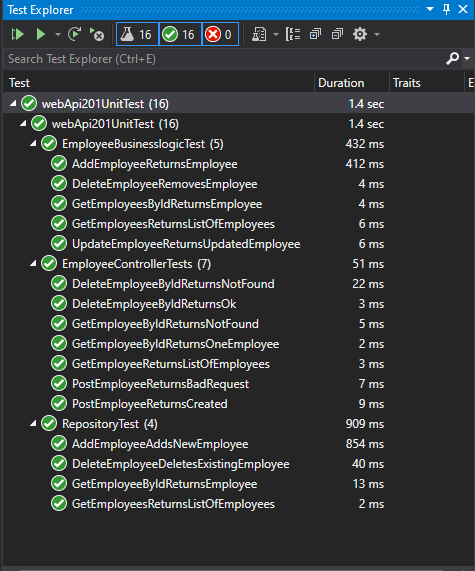 Test Explorer
16 16 0
Search Test Explorer (Ctrl+E)
Test Duration Traits E
webApi201UnitTest (16) 1.4 sec
webApi201UnitTest (16) 1.4 sec
EmployeeBusinesslogicTest (5) 432 ms
AddEmployeeReturnsEmployee 412 ms
DeleteEmployeeRemovesEmployee 4 ms
GetEmployeesByIdReturnsEmployee 4 ms
GetEmployeesReturnsListOfEmployees 6 ms
UpdateEmployeeReturnsUpdatedEmployee 6 ms
EmployeeControllerTests (7) 51 ms
DeleteEmployeeByIdReturnsNotFound 22 ms
DeleteEmployeeByIdReturnsOk 3 ms
GetEmployeeByIdReturnsNotFound 5 ms
GetEmployeeByIdReturnsOneEmployee 2 ms
GetEmployeeReturnsListOfEmployees 3 ms
PostEmployeeReturnsBadRequest 7 ms
PostEmployeeReturnsCreated 9 ms
RepositoryTest (4) 909 ms
AddEmployeeAddsNewEmployee 854 ms
DeleteEmployeeDeletesExistingEmployee 40 ms
GetEmployeeByIdReturnsEmployee 13 ms
GetEmployeesReturnsListOfEmployees 2 ms